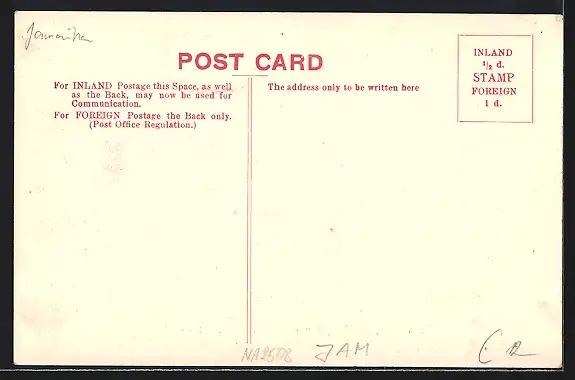 Jamaika
POST CARD
INLAND
½ d.
STAMP
FOREIGN
1 d.
For INLAND Postage this Space, as well
as the Back, may now be used for
Communication.
For FOREIGN Postage the Back only.
(Post Office Regulation.)
The address only to be written here
JAM